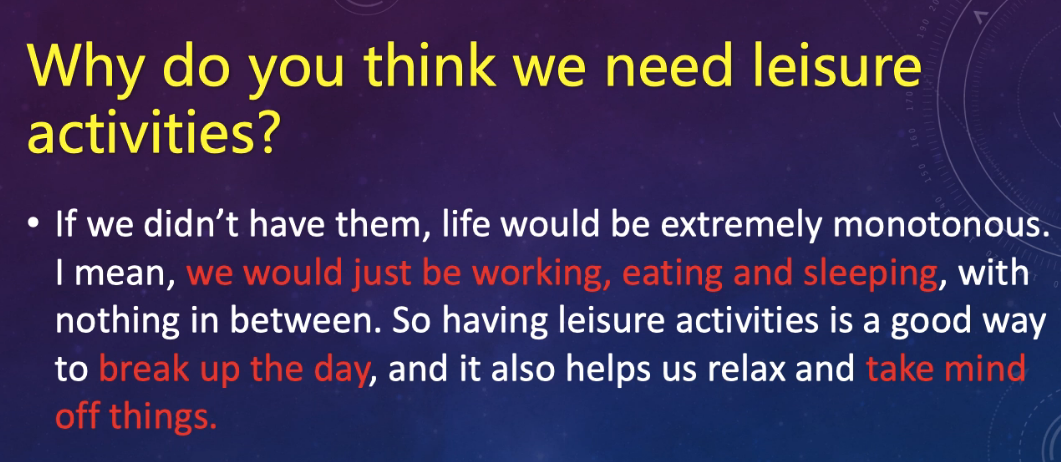 Why do you think we need leisure
activities?
• If we didn’t have them, life would be extremely monotonous.
I mean, we would just be working, eating and sleeping, with
nothing in between. So having leisure activities is a good way
to break up the day, and it also helps us relax and take mind
off things.